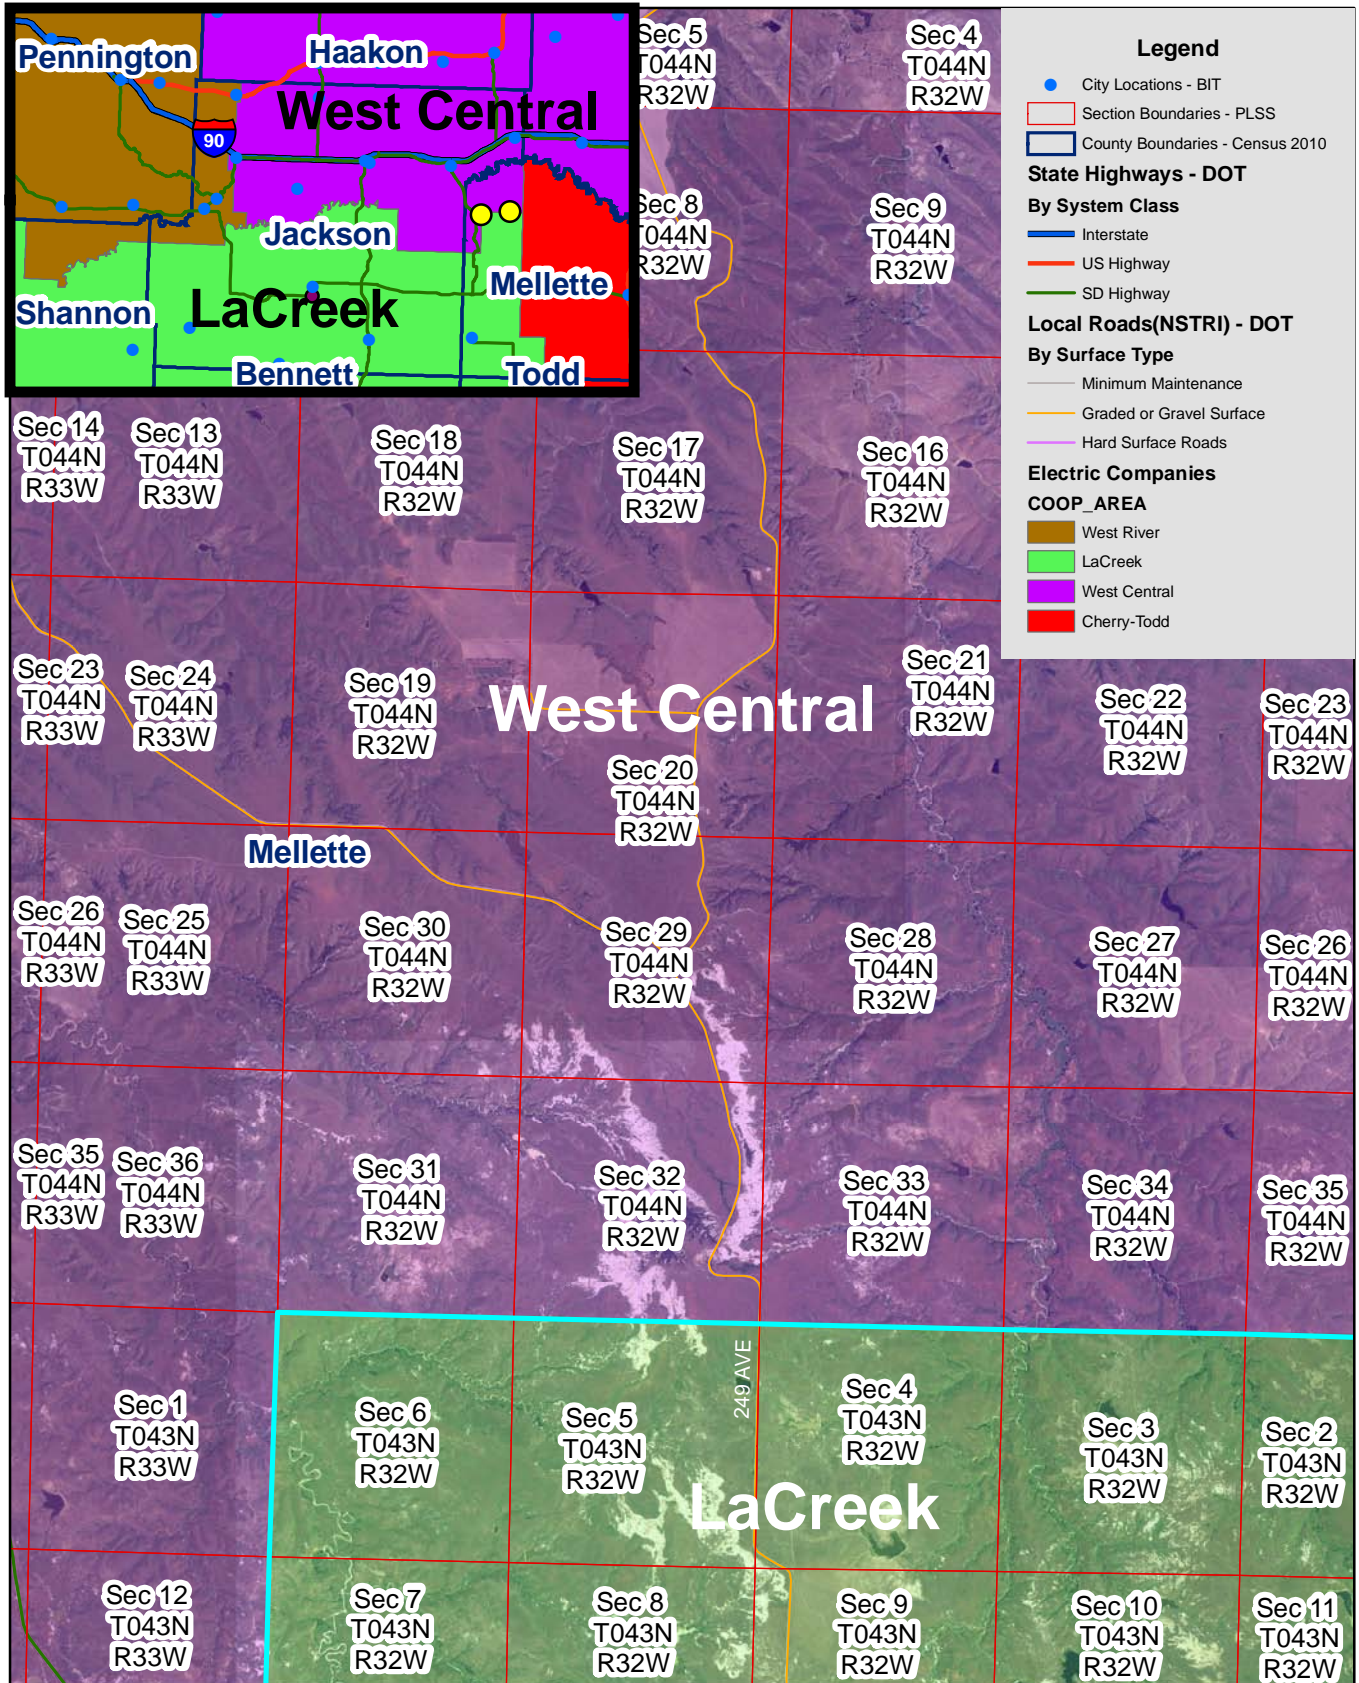 Pennington
Haakon
West Central
90
Jackson
Mellette
Shannon
LaCreek
Bennett
Todd
Sec 5
T044N
R32W
Sec 4
T044N
R32W
Sec 8
T044N
R32W
Sec 9
T044N
R32W
Legend
City Locations - BIT
Section Boundaries - PLSS
County Boundaries - Census 2010
State Highways - DOT
By System Class
Interstate
US Highway
SD Highway
Local Roads(NSTRI) - DOT
By Surface Type
Minimum Maintenance
Graded or Gravel Surface
Hard Surface Roads
Electric Companies
COOP_AREA
West River
LaCreek
West Central
Cherry-Todd
Sec 14
T044N
R33W
Sec 13
T044N
R33W
Sec 18
T044N
R32W
Sec 17
T044N
R32W
Sec 16
T044N
R32W
Sec 23
T044N
R33W
Sec 24
T044N
R33W
Sec 19
T044N
R32W
West Central
Sec 20
T044N
R32W
Sec 21
T044N
R32W
Sec 22
T044N
R32W
Sec 23
T044N
R32W
Mellette
Sec 26
T044N
R33W
Sec 25
T044N
R33W
Sec 30
T044N
R32W
Sec 29
T044N
R32W
Sec 28
T044N
R32W
Sec 27
T044N
R32W
Sec 26
T044N
R32W
Sec 35
T044N
R33W
Sec 36
T044N
R33W
Sec 31
T044N
R32W
Sec 32
T044N
R32W
Sec 33
T044N
R32W
Sec 34
T044N
R32W
Sec 35
T044N
R32W
Sec 1
T043N
R33W
Sec 6
T043N
R32W
Sec 5
T043N
R32W
249 AVE
Sec 4
T043N
R32W
Sec 3
T043N
R32W
Sec 2
T043N
R32W
LaCreek
Sec 12
T043N
R33W
Sec 7
T043N
R32W
Sec 8
T043N
R32W
Sec 9
T043N
R32W
Sec 10
T043N
R32W
Sec 11
T043N
R32W